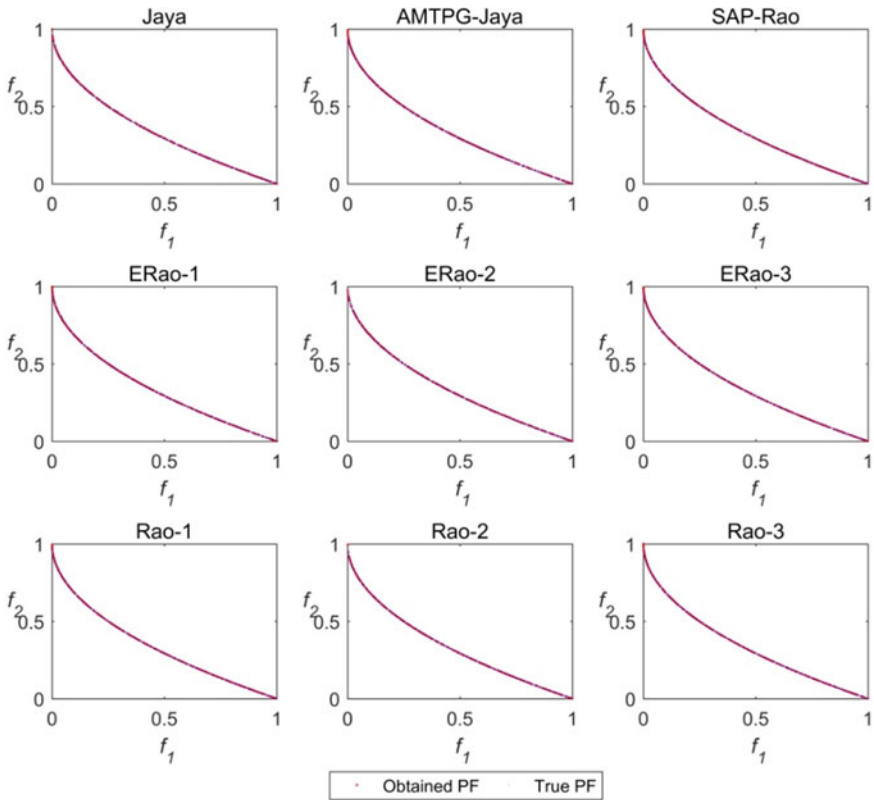 Jaya AMTPG-Jaya SAP-Rao
1 1 1
f2 f2 f2
0.5 0.5 0.5
0 0 0
0 0.5 1 0 0.5 1 0 0.5 1
f1 f1 f1
ERao-1 ERao-2 ERao-3
1 1 1
f2 f2 f2
0.5 0.5 0.5
0 0 0
0 0.5 1 0 0.5 1 0 0.5 1
f1 f1 f1
Rao-1 Rao-2 Rao-3
1 1 1
f2 f2 f2
0.5 0.5 0.5
0 0 0
0 0.5 1 0 0.5 1 0 0.5 1
f1 f1 f1
Obtained PF True PF